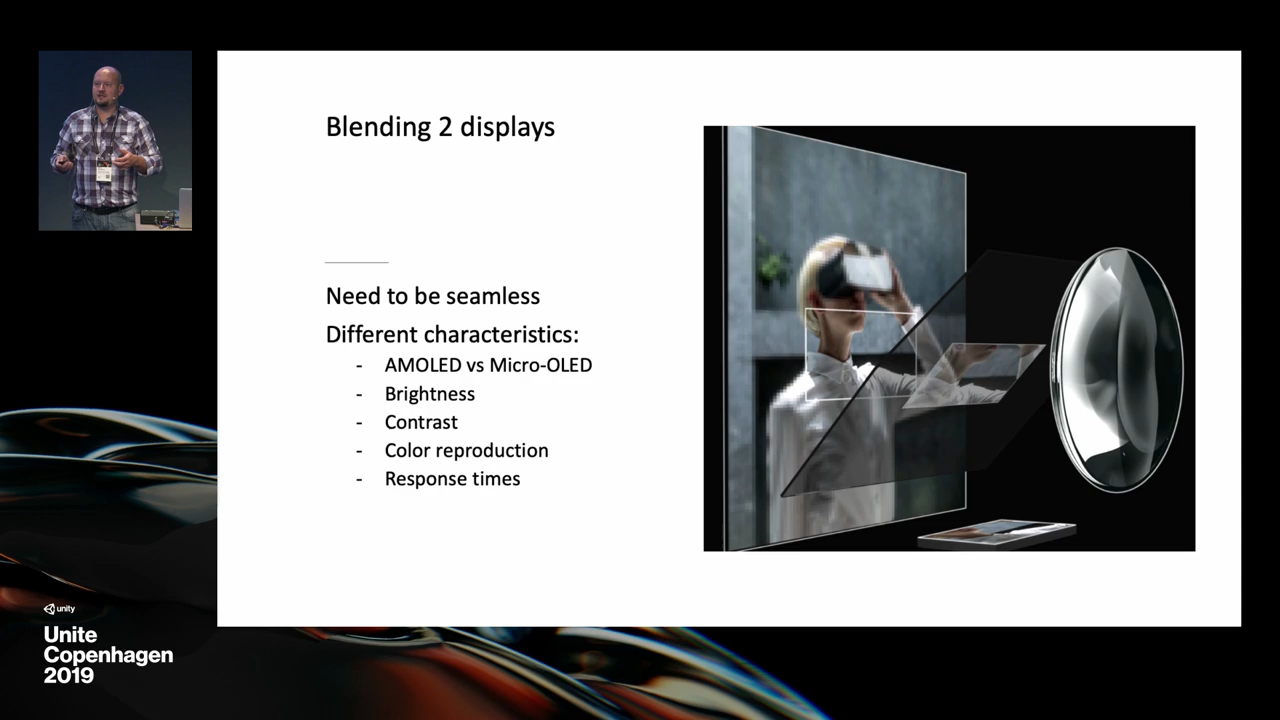 Blending 2 displays
Need to be seamless
Different characteristics:
- AMOLED vs Micro-OLED
- Brightness
- Contrast
- Color reproduction
- Response times
unity
Unite
Copenhagen
2019